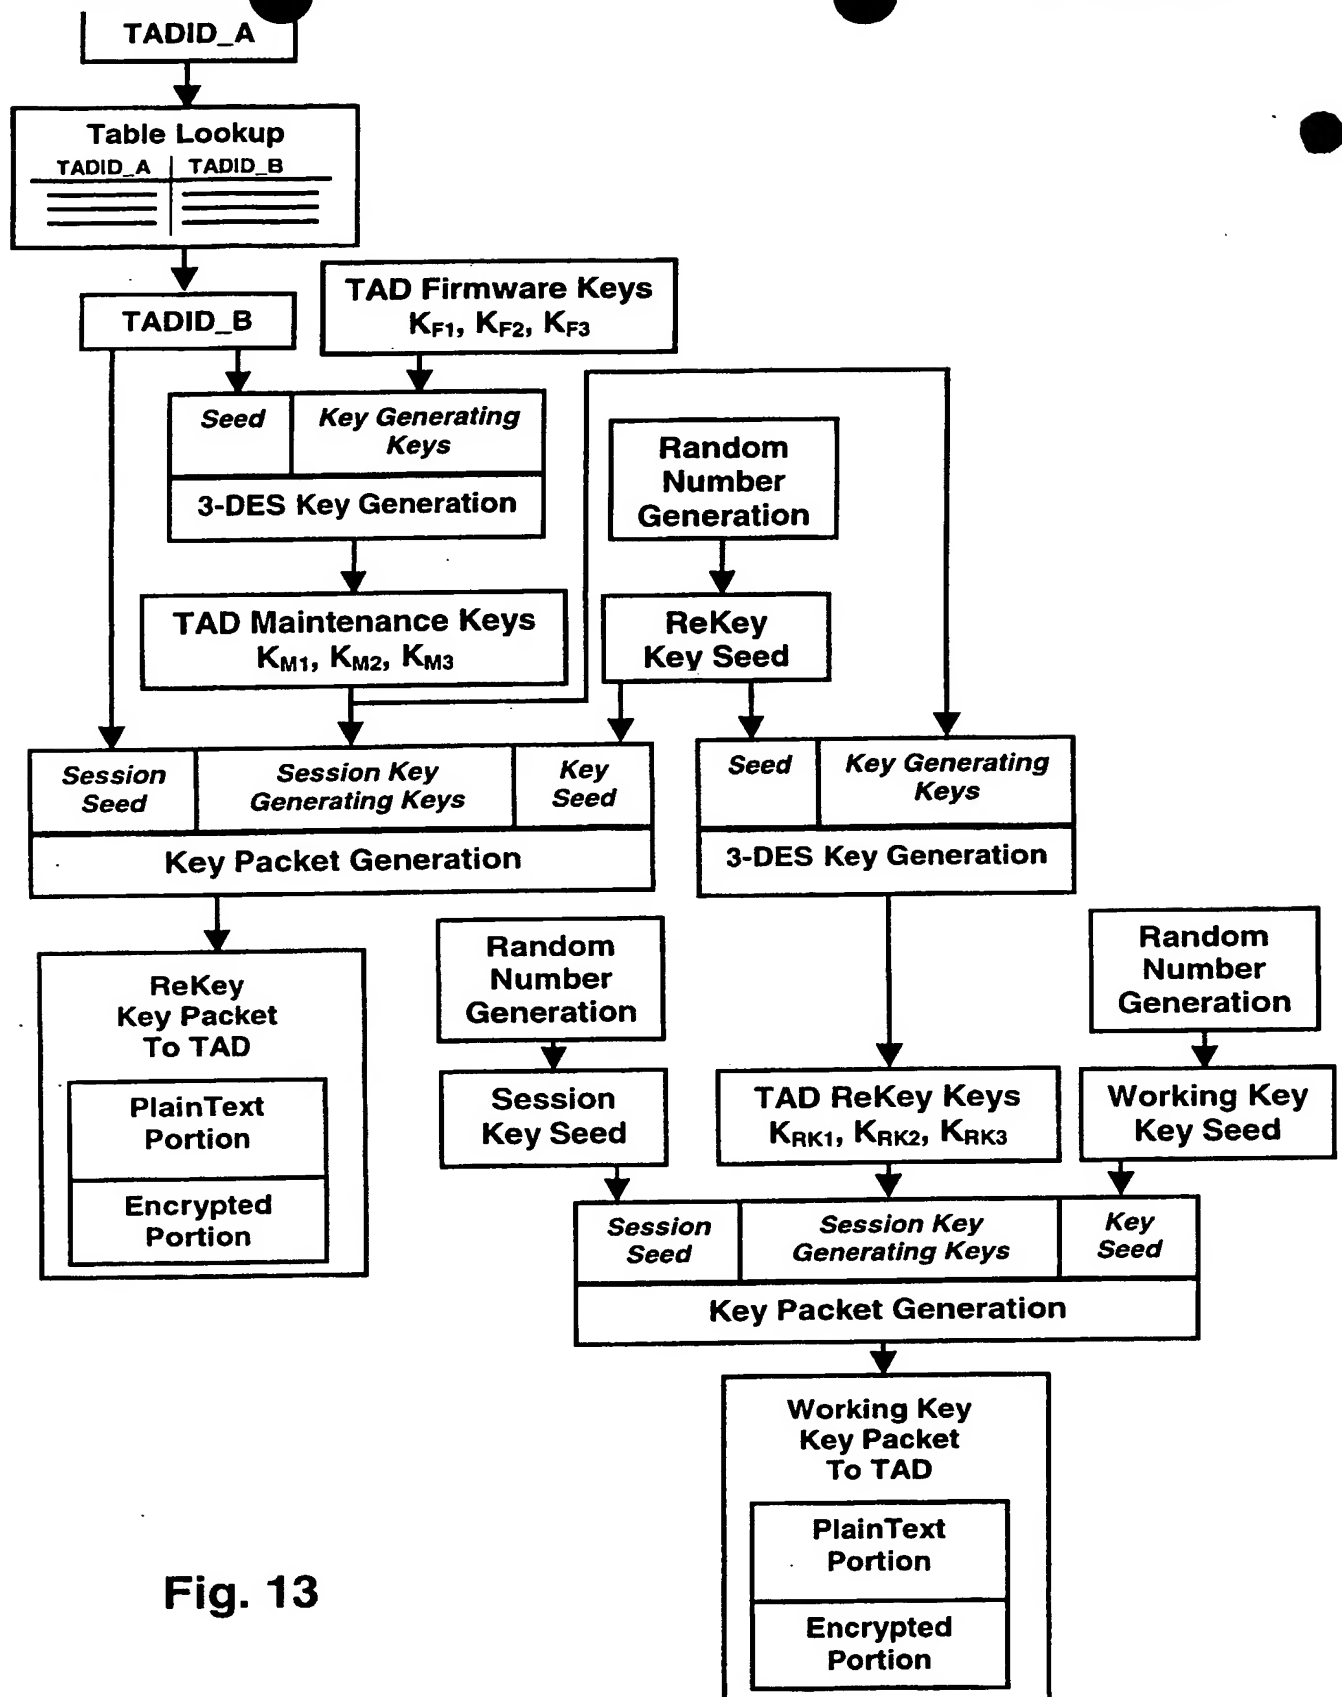 TADID_A
Table Lookup
TADID_A TADID_B
TADID_B
TAD Firmware Keys
KF1, KF2, KF3
Seed
Key Generating
Keys
3-DES Key Generation
Random
Number
Generation
TAD Maintenance Keys
KM1, KM2, KM3
ReKey
Key Seed
Session
Seed
Session Key
Generating Keys
Key
Seed
Key Packet Generation
Seed
Key Generating
Keys
3-DES Key Generation
ReKey
Key Packet
To TAD
PlainText
Portion
Encrypted
Portion
Random
Number
Generation
Session
Key Seed
TAD ReKey Keys
KRK1, KRK2, KRK3
Random
Number
Generation
Working Key
Key Seed
Session
Seed
Session Key
Generating Keys
Key
Seed
Key Packet Generation
Working Key
Key Packet
To TAD
PlainText
Portion
Encrypted
Portion
Fig. 13